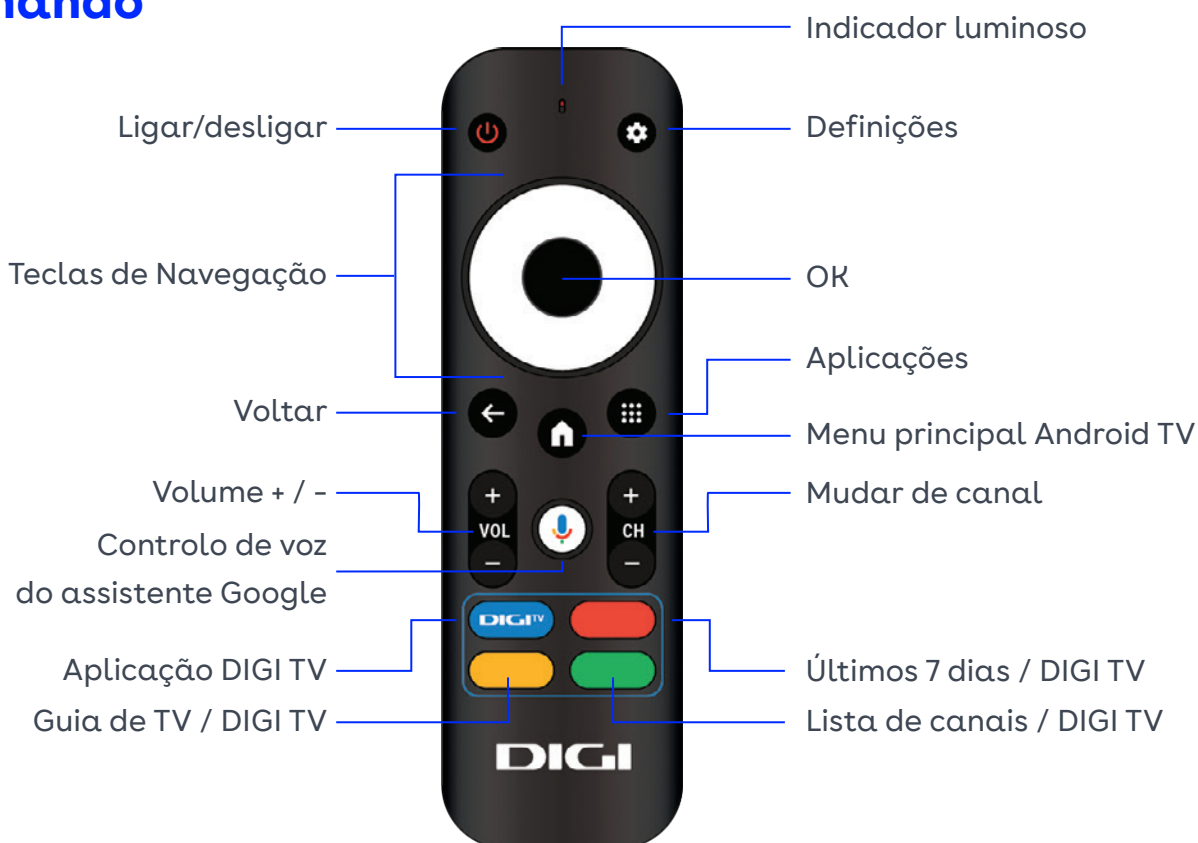 Indicador luminoso
Ligar/desligar
Definições
Teclas de Navegação
OK
Aplicações
Voltar
Menu principal Android TV
Volume + / -
Mudar de canal
Controlo de voz
do assistente Google
+
VOL
-
+
CH
-
DIGI TV
Aplicação DIGI TV
Últimos 7 dias / DIGI TV
Guia de TV / DIGI TV
Lista de canais / DIGI TV
DIGI